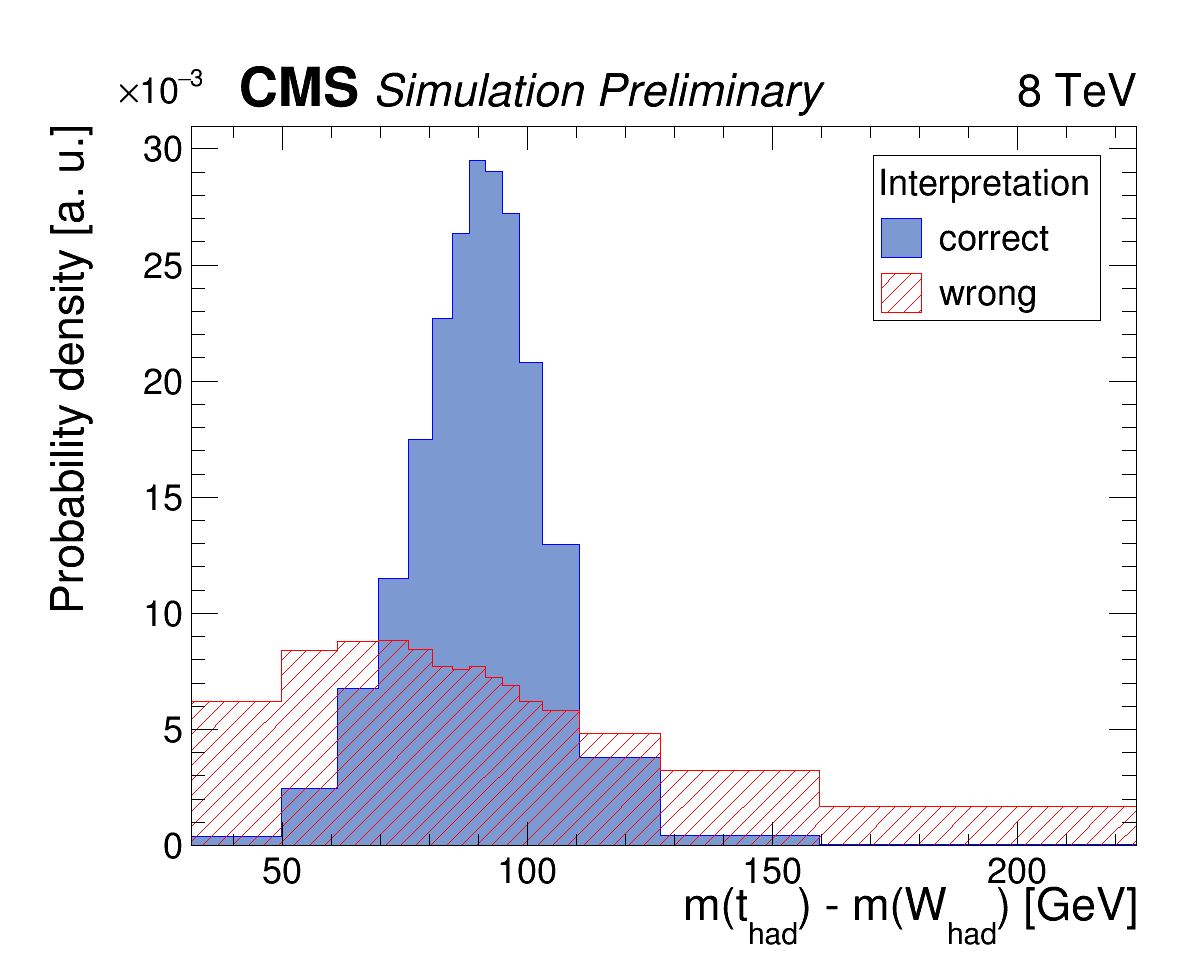 ×10⁻³ CMS Simulation Preliminary 8 TeV
Probability density [a. u.]
30
25
20
15
10
5
0
Interpretation
correct
wrong
50 100 150 200
m(t_had) - m(W_had) [GeV]